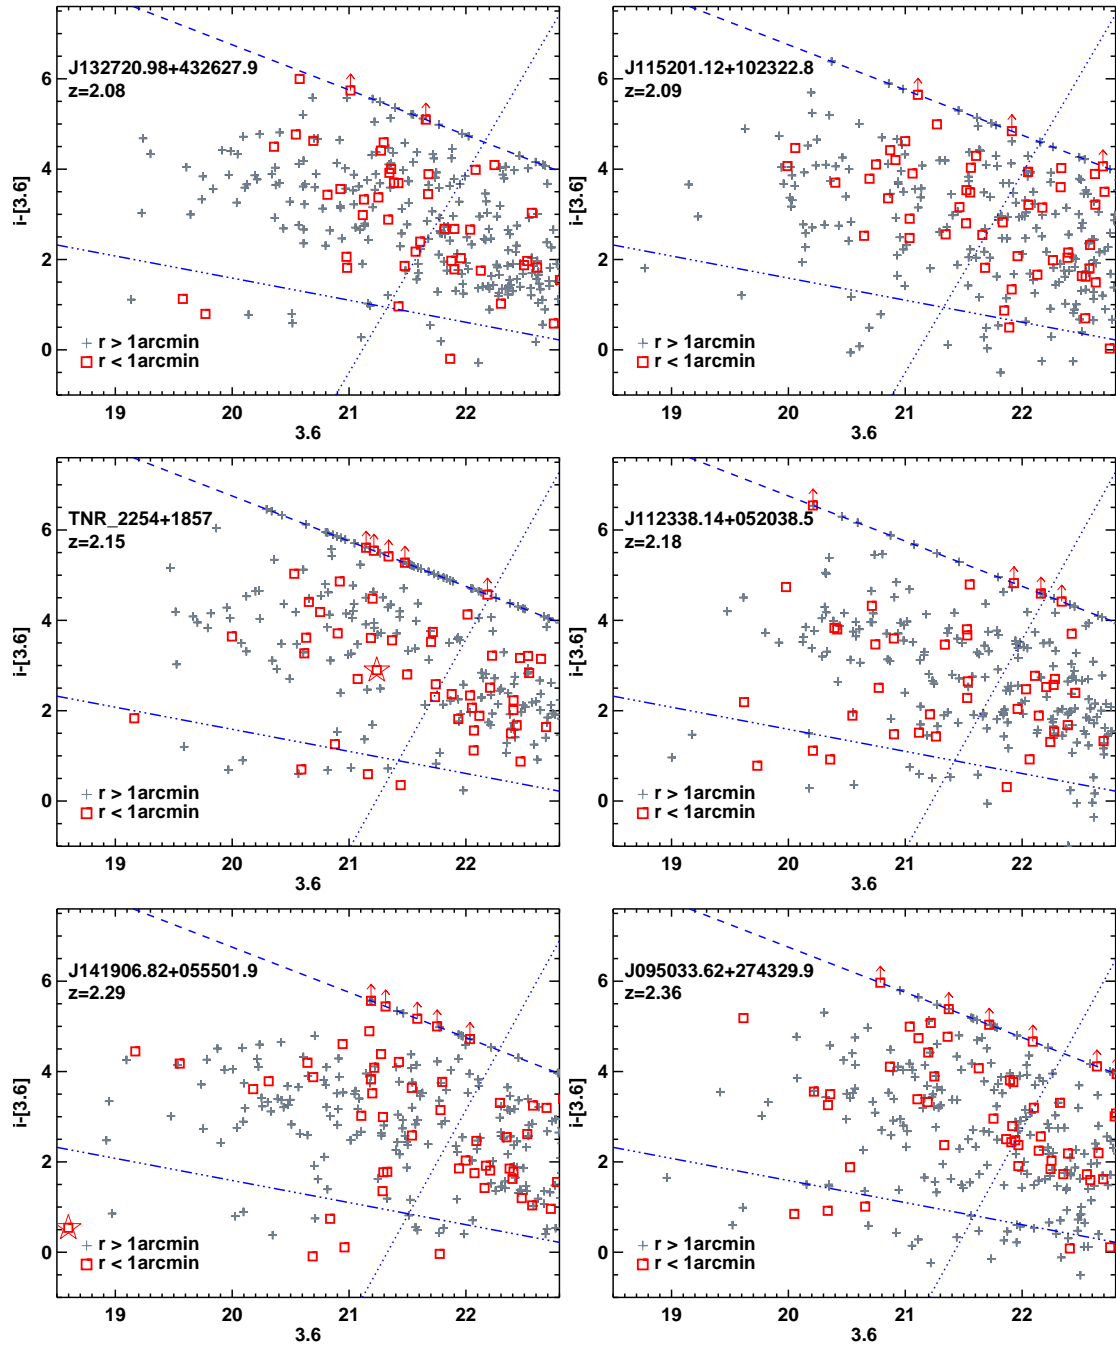 J132720.98+432627.9
z=2.08
6
4
2
0
i-[3.6]
+ r > 1arcmin
r < 1arcmin
19 20 21 22
3.6
J115201.12+102322.8
z=2.09
6
4
2
0
i-[3.6]
+ r > 1arcmin
r < 1arcmin
19 20 21 22
3.6
TNR_2254+1857
z=2.15
6
4
2
0
i-[3.6]
+ r > 1arcmin
r < 1arcmin
19 20 21 22
3.6
J112338.14+052038.5
z=2.18
6
4
2
0
i-[3.6]
+ r > 1arcmin
r < 1arcmin
19 20 21 22
3.6
J141906.82+055501.9
z=2.29
6
4
2
0
i-[3.6]
+ r > 1arcmin
r < 1arcmin
19 20 21 22
3.6
J095033.62+274329.9
z=2.36
6
4
2
0
i-[3.6]
+ r > 1arcmin
r < 1arcmin
19 20 21 22
3.6